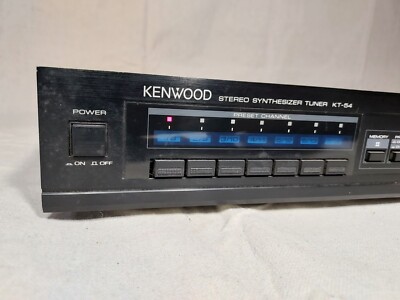 KENWOOD STEREO SYNTHESIZER TUNER KT-54
POWER
PRESET CHANNEL
MEMORY
ON OFF